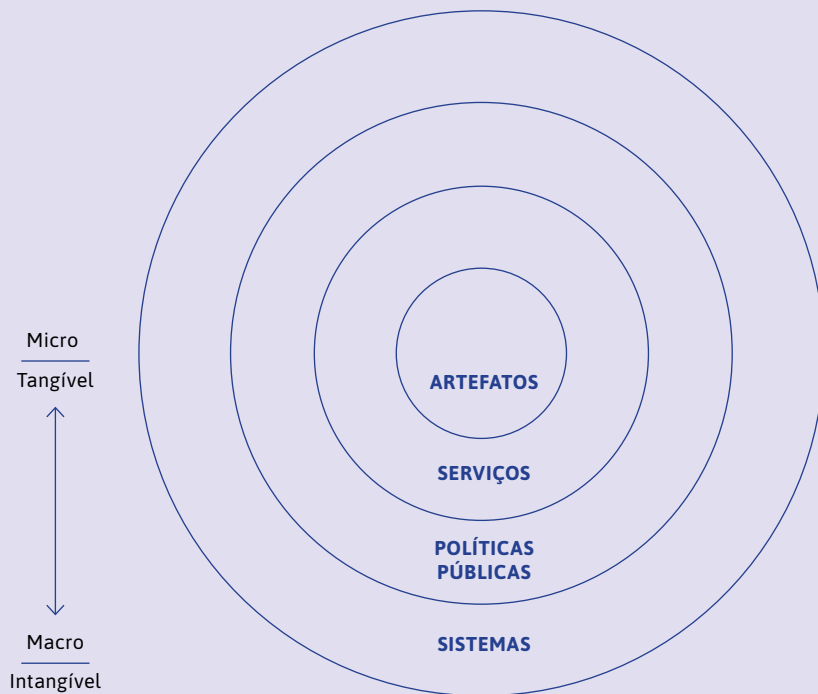 Micro
Tangível
ARTEFATOS
SERVIÇOS
POLÍTICAS
PÚBLICAS
SISTEMAS
Macro
Intangível